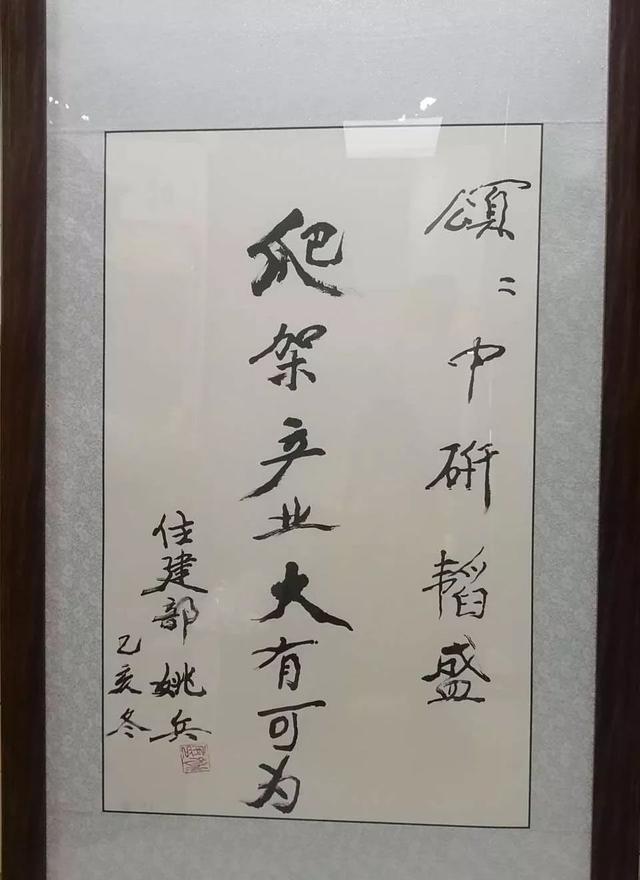 颂:中研韬盛
爬架产业大有可为
住建部 姚兵
乙亥冬